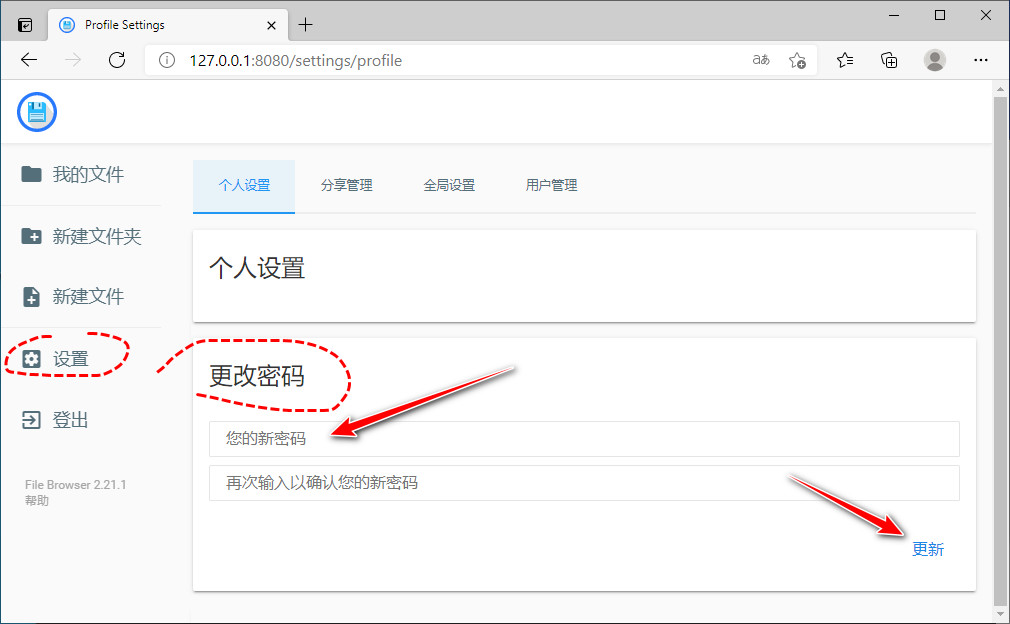 Profile Settings
127.0.0.1:8080/settings/profile
aあ
我的文件
新建文件夹
新建文件
设置
登出
File Browser 2.21.1
帮助
个人设置 分享管理 全局设置 用户管理
个人设置
更改密码
您的新密码
再次输入以确认您的新密码
更新